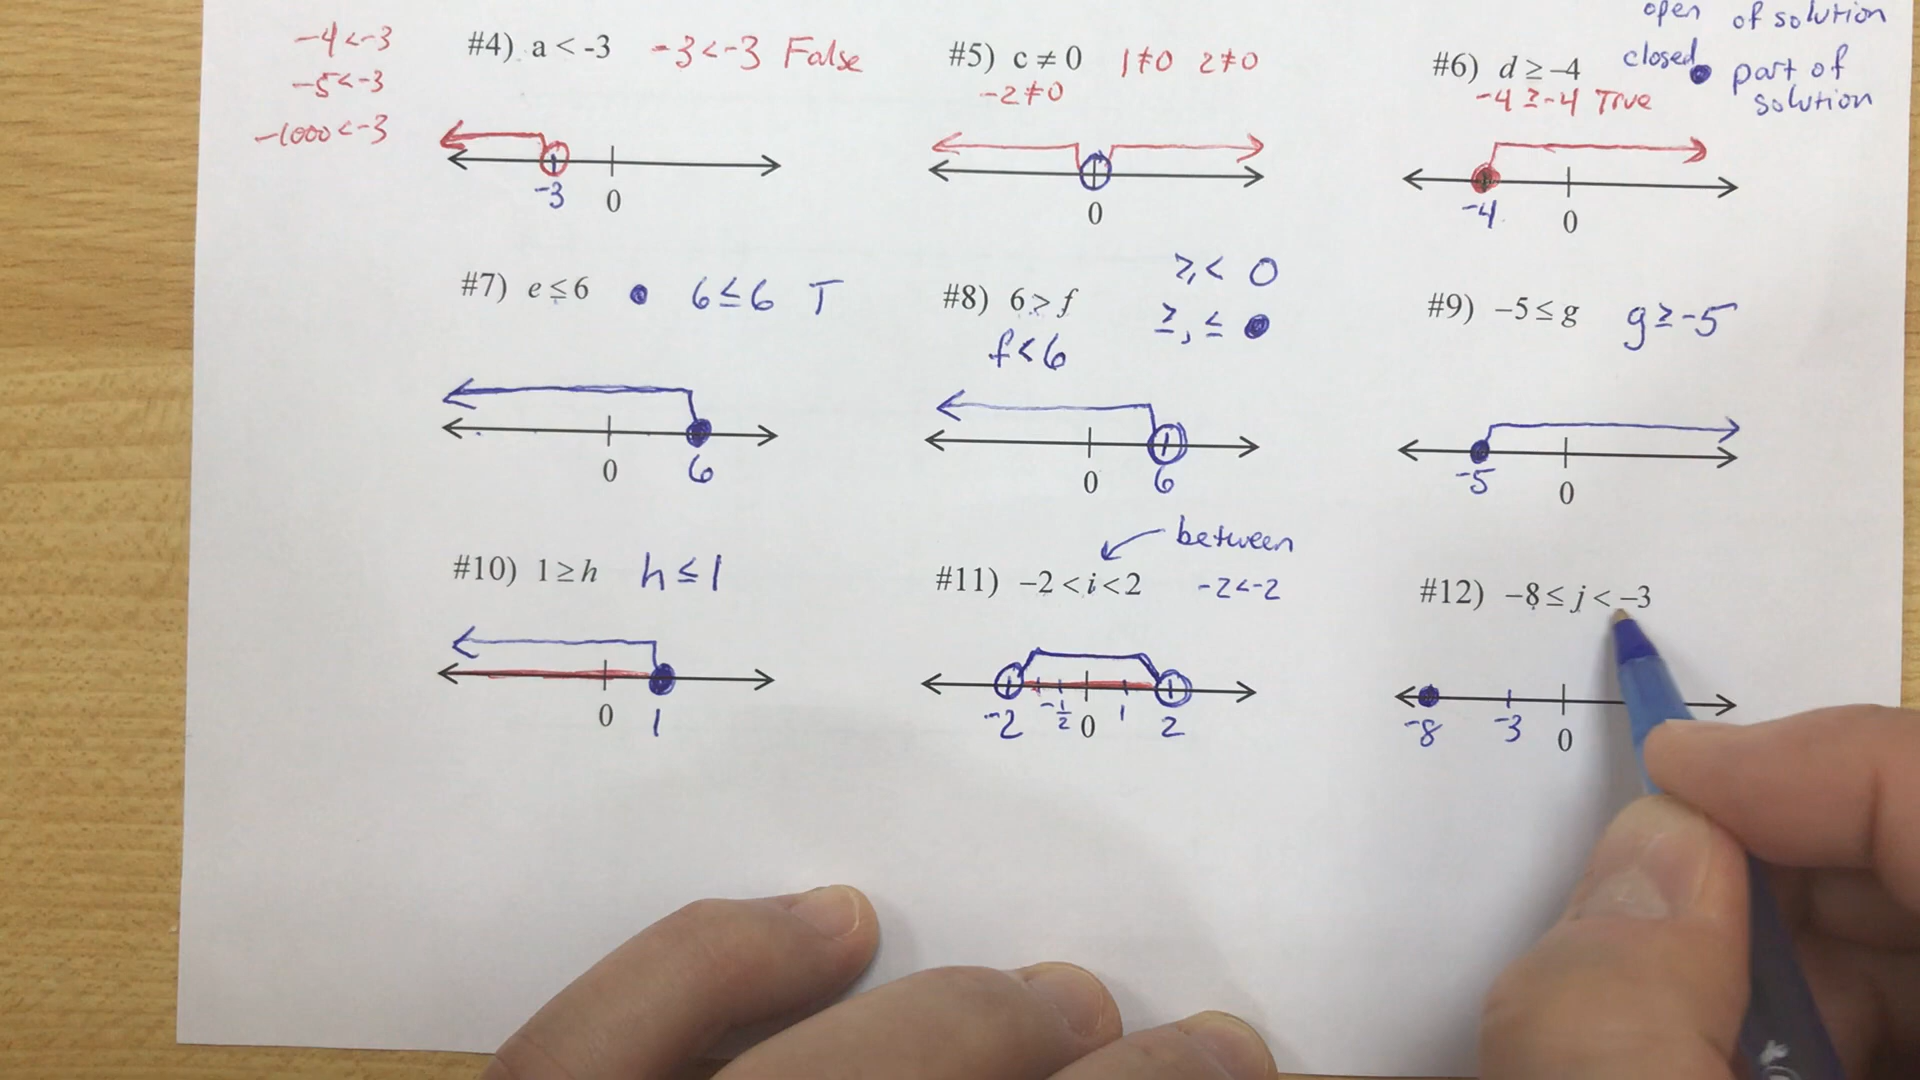 open of solution
closed part of
solution
-4<-3
-5<-3
-1000<-3
#4) a < -3 -3<-3 False
-3 0
#5) c ≠ 0 1≠0 2≠0
-2≠0
0
#6) d ≥ -4
-4≥-4 True
-4 0
#7) e ≤ 6 6≤6 T
0 6
#8) 6 > f
f<6
>,< O
≥,≤ ●
0 6
#9) -5 ≤ g g≥-5
-5 0
#10) 1 ≥ h h≤1
0 1
between
#11) -2 < i < 2 -2<-2
-2 -1/2 0 1 2
#12) -8 ≤ j < -3
-8 -3 0